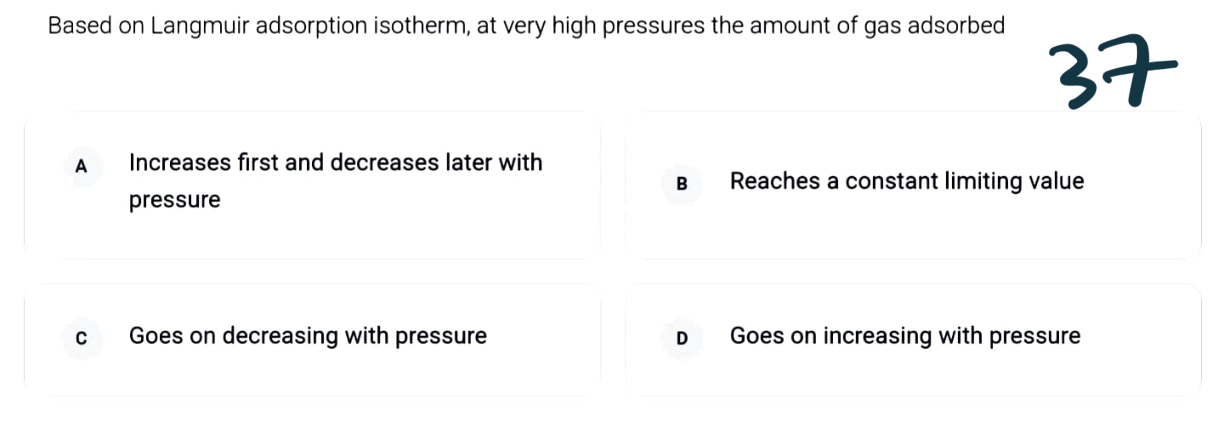 Based on Langmuir adsorption isotherm, at very high pressures the amount of gas adsorbed
37
A Increases first and decreases later with
pressure
B Reaches a constant limiting value
C Goes on decreasing with pressure
D Goes on increasing with pressure